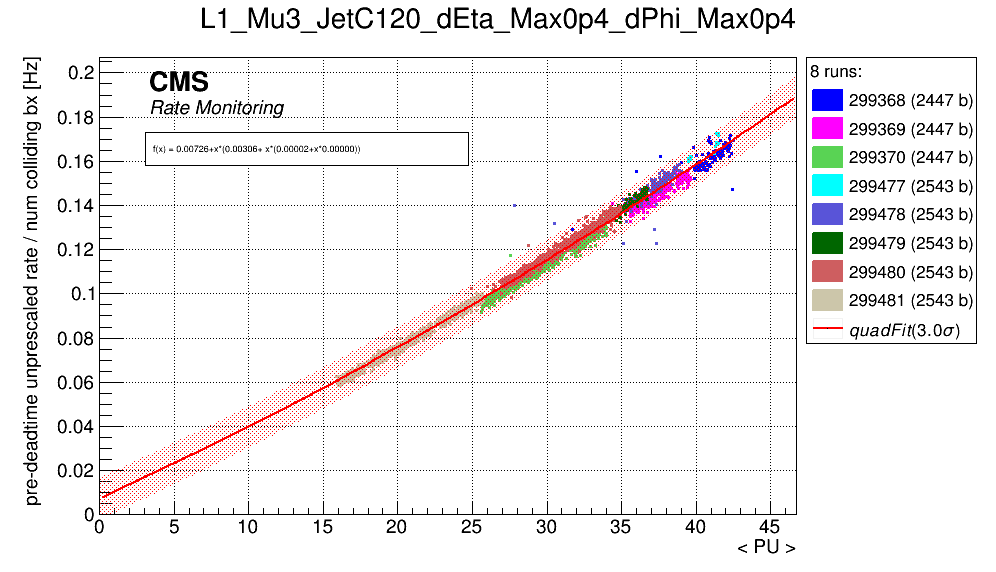 L1_Mu3_JetC120_dEta_Max0p4_dPhi_Max0p4
pre-deadtime unprescaled rate / num colliding bx [Hz]
0.2
0.18
0.16
0.14
0.12
0.1
0.08
0.06
0.04
0.02
0
CMS
Rate Monitoring
f(x) = 0.00726+x*(0.00306+ x*(0.00002+x*0.00000))
0 5 10 15 20 25 30 35 40 45
< PU >
8 runs:
299368 (2447 b)
299369 (2447 b)
299370 (2447 b)
299477 (2543 b)
299478 (2543 b)
299479 (2543 b)
299480 (2543 b)
299481 (2543 b)
quadFit(3.0σ)